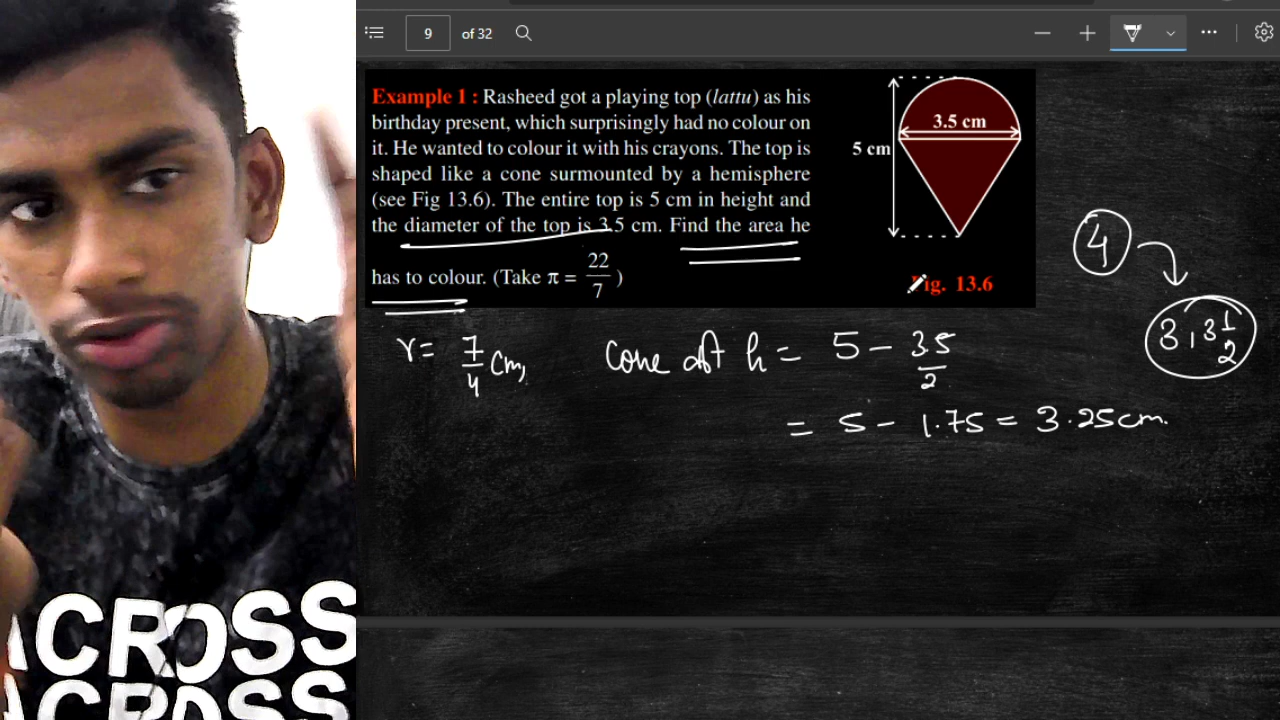 9 of 32
Example 1 : Rasheed got a playing top (lattu) as his
birthday present, which surprisingly had no colour on
it. He wanted to colour it with his crayons. The top is
shaped like a cone surmounted by a hemisphere
(see Fig 13.6). The entire top is 5 cm in height and
the diameter of the top is 3.5 cm. Find the area he
has to colour. (Take π = 22/7 )
3.5 cm
5 cm
ig. 13.6
4
3, 3 1/2
r = 7/4 cm,
cone h = 5 - 3.5/2
= 5 - 1.75 = 3.25cm.
ACROSS
ACROSS